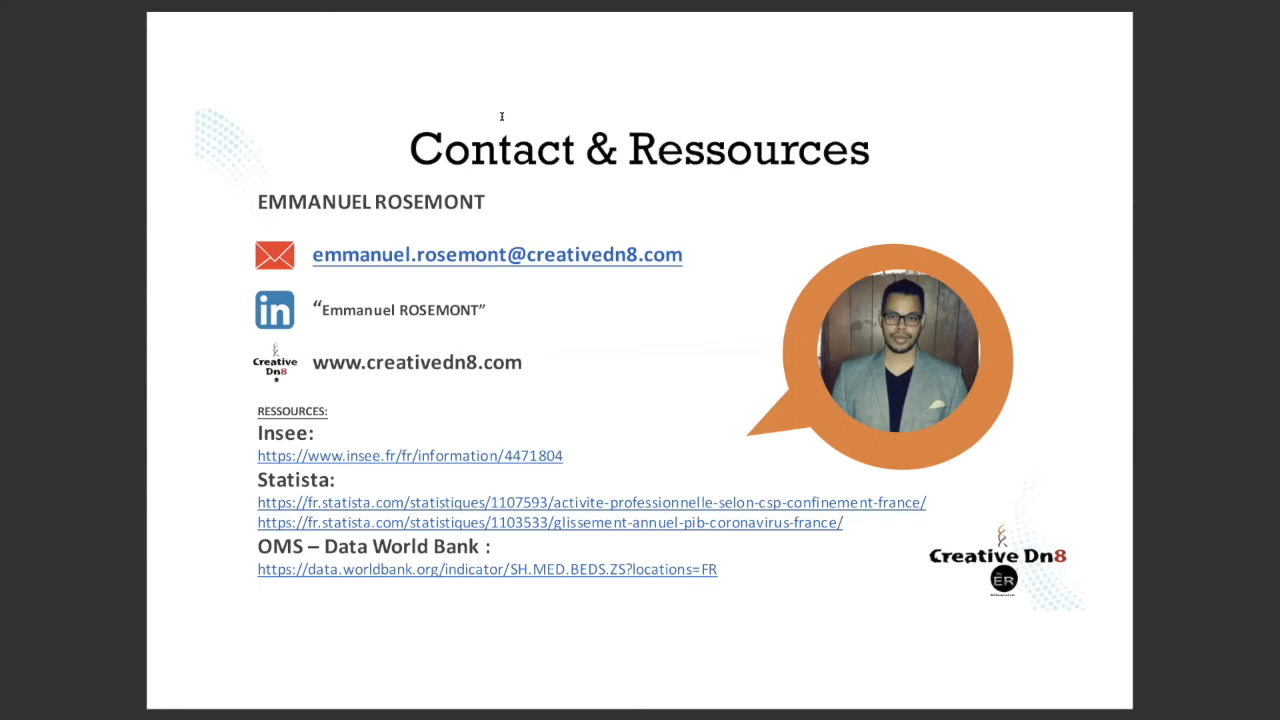 Contact & Ressources
EMMANUEL ROSEMONT
emmanuel.rosemont@creativedn8.com
in
“Emmanuel ROSEMONT”
Creative
Dn8
www.creativedn8.com
RESSOURCES:
Insee:
https://www.insee.fr/fr/information/4471804
Statista:
https://fr.statista.com/statistiques/1107593/activite-professionnelle-selon-csp-confinement-france/
https://fr.statista.com/statistiques/1103533/glissement-annuel-pib-coronavirus-france/
OMS – Data World Bank :
https://data.worldbank.org/indicator/SH.MED.BEDS.ZS?locations=FR
Creative Dn8
ER